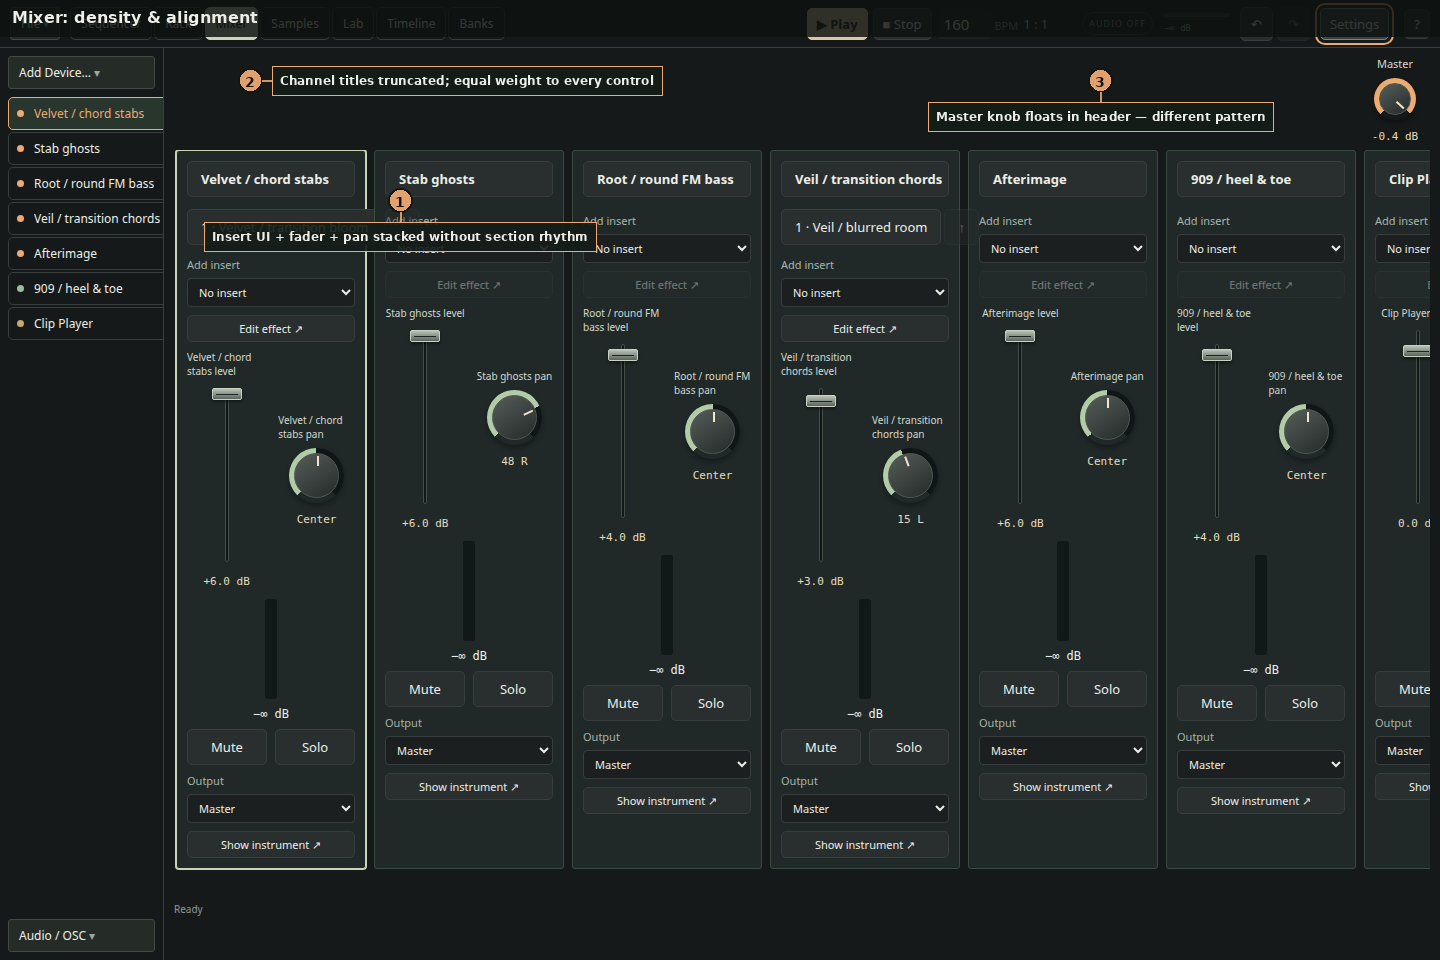 Mixer: density & alignment
Samples
Lab
Timeline
Banks
▶ Play
■ Stop
160
BPM
1 : 1
AUDIO OFF
−∞ dB
↶
↷
Settings
?
Add Device... ▾
Velvet / chord stabs
Stab ghosts
Root / round FM bass
Veil / transition chords
Afterimage
909 / heel & toe
Clip Player
Audio / OSC ▾
2
Channel titles truncated; equal weight to every control
3
Master knob floats in header — different pattern
Master
-0.4 dB
1
Insert UI + fader + pan stacked without section rhythm
Velvet / chord stabs
Add insert
No insert
Edit effect ↗
Velvet / chord
stabs level
Velvet / chord
stabs pan
Center
+6.0 dB
−∞ dB
Mute
Solo
Output
Master
Show instrument ↗
Stab ghosts
Add insert
No insert
Edit effect ↗
Stab ghosts level
Stab ghosts pan
48 R
+6.0 dB
−∞ dB
Mute
Solo
Output
Master
Show instrument ↗
Root / round FM bass
Add insert
No insert
Edit effect ↗
Root / round FM
bass level
Root / round FM
bass pan
Center
+4.0 dB
−∞ dB
Mute
Solo
Output
Master
Show instrument ↗
Veil / transition chords
1 · Veil / blurred room
↑
Add insert
No insert
Edit effect ↗
Veil / transition
chords level
Veil / transition
chords pan
15 L
+3.0 dB
−∞ dB
Mute
Solo
Output
Master
Show instrument ↗
Afterimage
Add insert
No insert
Edit effect ↗
Afterimage level
Afterimage pan
Center
+6.0 dB
−∞ dB
Mute
Solo
Output
Master
Show instrument ↗
909 / heel & toe
Add insert
No insert
Edit effect ↗
909 / heel & toe
level
909 / heel & toe
pan
Center
+4.0 dB
−∞ dB
Mute
Solo
Output
Master
Show instrument ↗
Clip Pl
Add insert
No inser
Clip Player
0.0 d
Mute
Output
Master
Sho
Ready